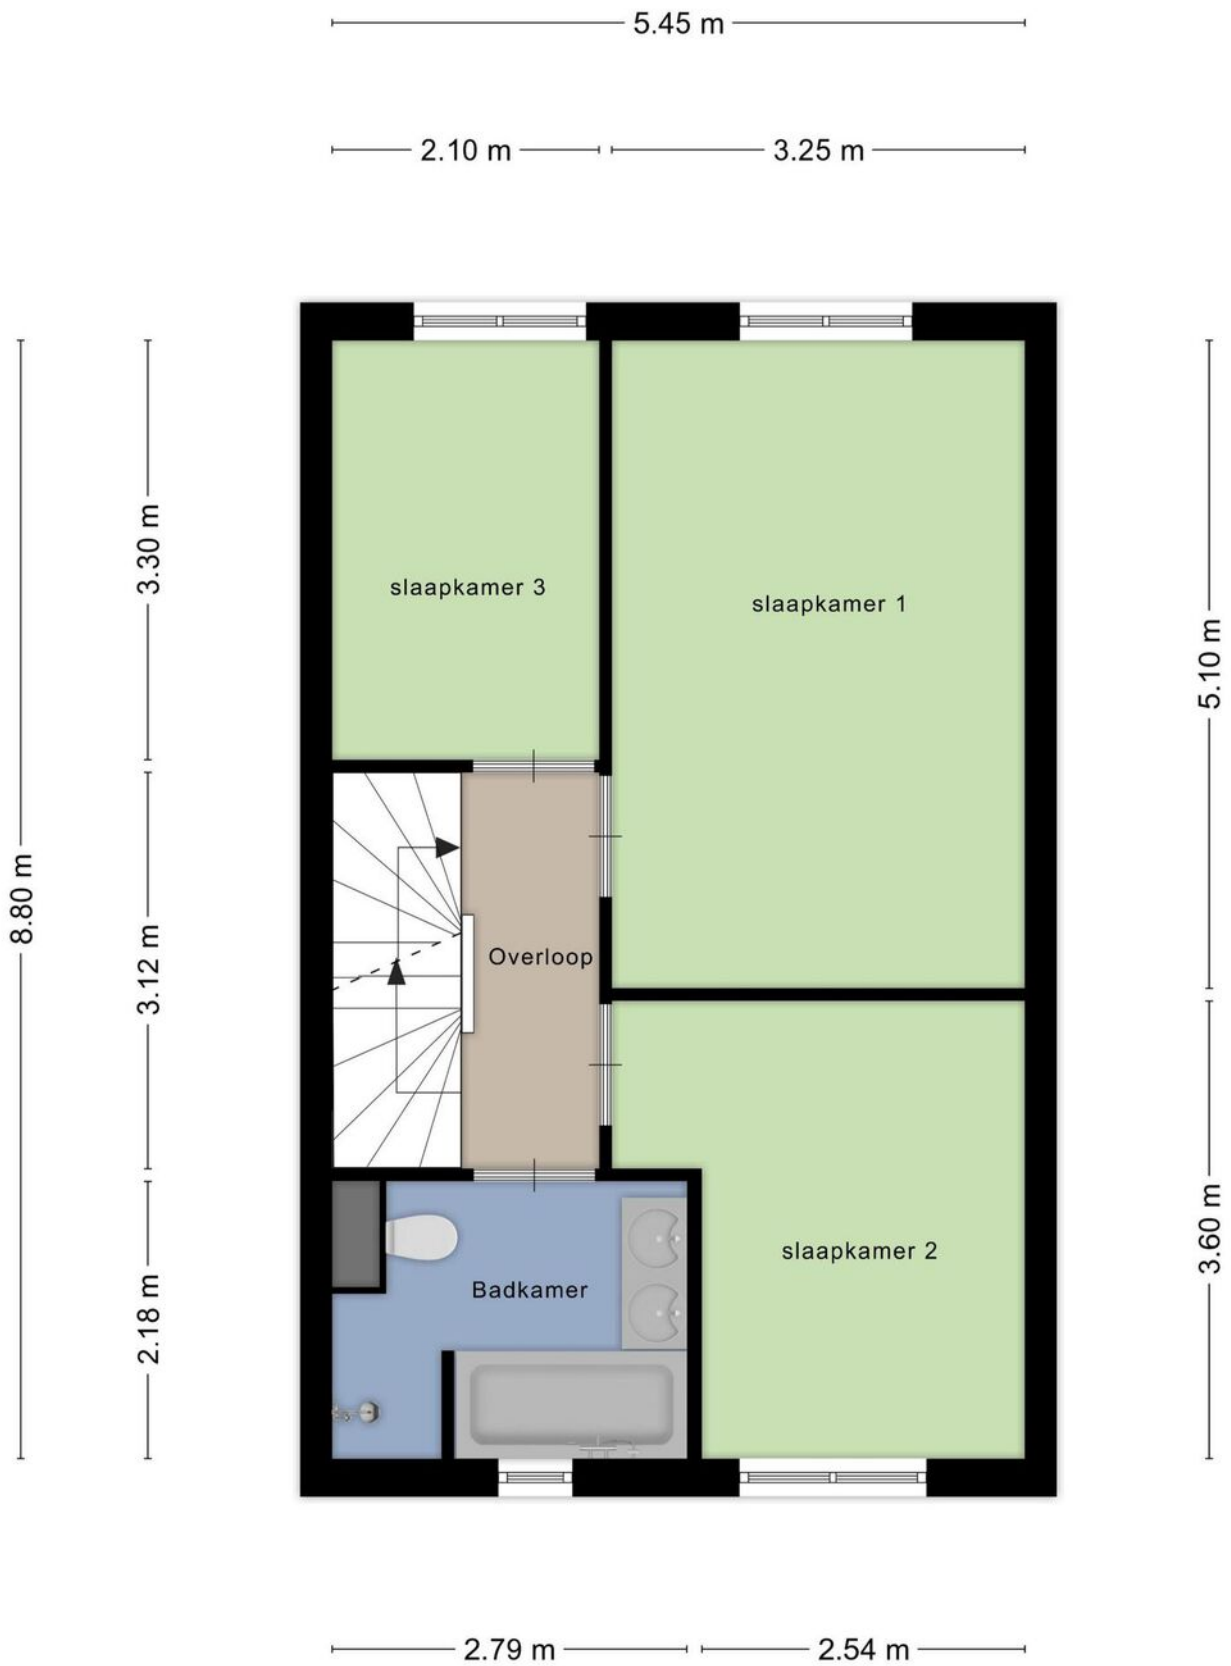 5.45 m
2.10 m
3.25 m
3.30 m
slaapkamer 3
slaapkamer 1
5.10 m
8.80 m
3.12 m
Overloop
3.60 m
slaapkamer 2
Badkamer
2.18 m
2.79 m
2.54 m